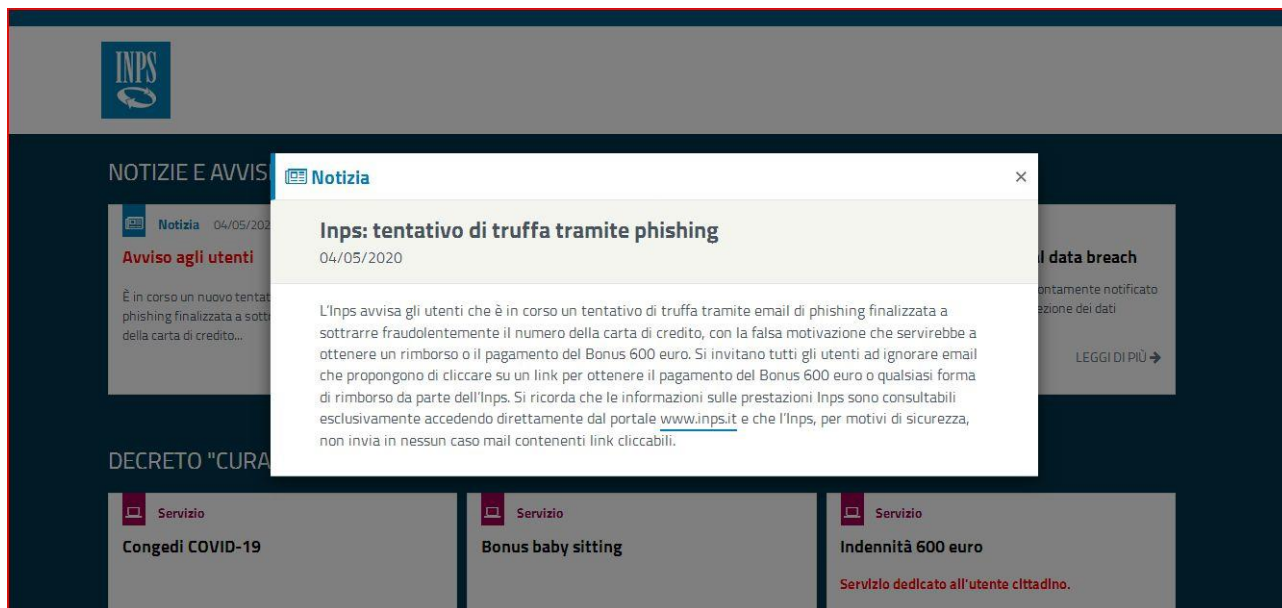 INPS
NOTIZIE E AVVIS
Notizia
Notizia 04/05/202
Avviso agli utenti
È in corso un nuovo tentat
phishing finalizzata a sott
della carta di credito...
Inps: tentativo di truffa tramite phishing
04/05/2020
L'Inps avvisa gli utenti che è in corso un tentativo di truffa tramite email di phishing finalizzata a
sottrarre fraudolentemente il numero della carta di credito, con la falsa motivazione che servirebbe a
ottenere un rimborso o il pagamento del Bonus 600 euro. Si invitano tutti gli utenti ad ignorare email
che propongono di cliccare su un link per ottenere il pagamento del Bonus 600 euro o qualsiasi forma
di rimborso da parte dell'Inps. Si ricorda che le informazioni sulle prestazioni Inps sono consultabili
esclusivamente accedendo direttamente dal portale www.inps.it e che l'Inps, per motivi di sicurezza,
non invia in nessun caso mail contenenti link cliccabili.
l data breach
ontamente notificato
ezione dei dati
LEGGI DI PIÙ
DECRETO "CURA
Servizio
Congedi COVID-19
Servizio
Bonus baby sitting
Servizio
Indennità 600 euro
Servizio dedicato all'utente cittadino.